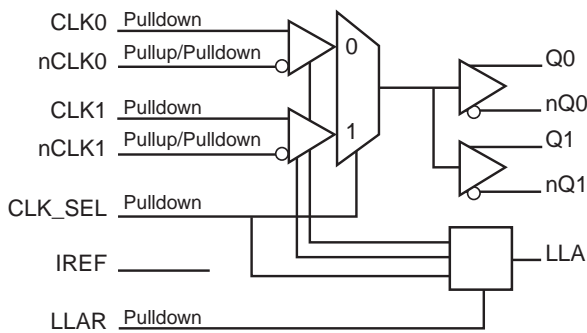 CLK0 Pulldown
nCLK0 Pullup/Pulldown
CLK1 Pulldown
nCLK1 Pullup/Pulldown
CLK_SEL Pulldown
IREF
LLAR Pulldown
0
1
Q0
nQ0
Q1
nQ1
LLA